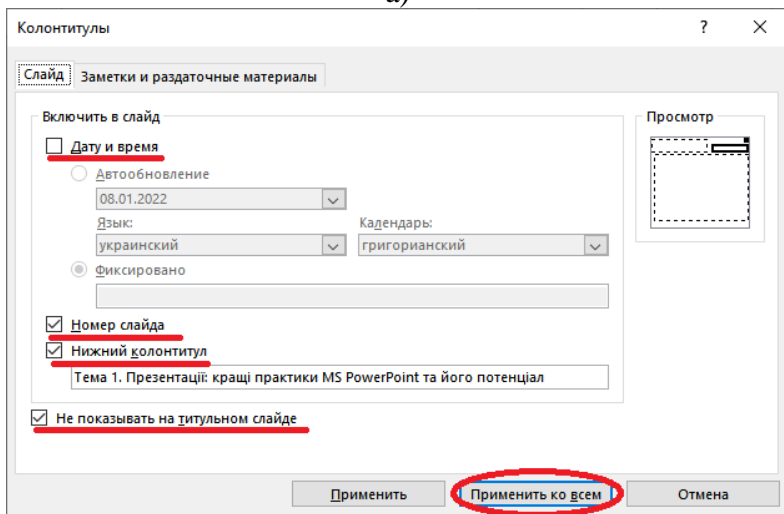 а)
Колонтитулы ? ×
Слайд Заметки и раздаточные материалы
Включить в слайд Просмотр
Дату и время
Автообновление
08.01.2022
Язык: Календарь:
украинский григорианский
Фиксировано
Номер слайда
Нижний колонтитул
Тема 1. Презентації: кращі практики MS PowerPoint та його потенціал
Не показывать на титульном слайде
Применить Применить ко всем Отмена